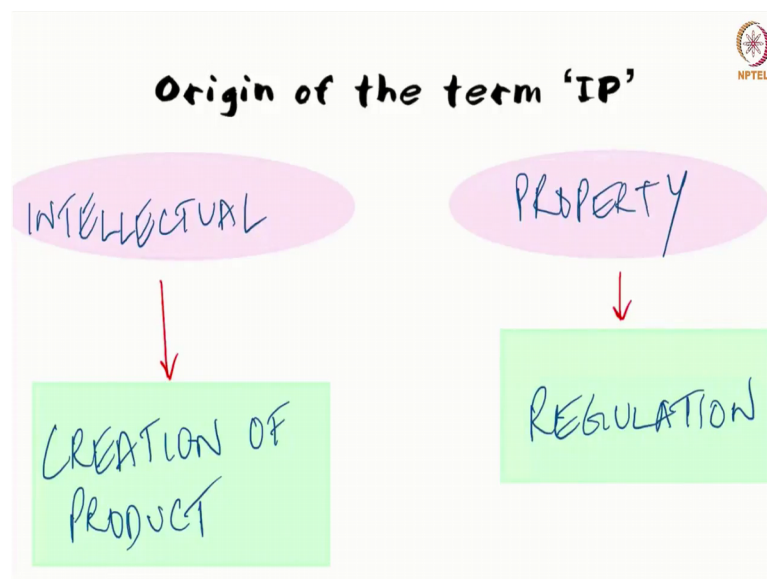 Origin of the term ‘IP’
NPTEL
INTELLECTUAL
PROPERTY
CREATION OF
PRODUCT
REGULATION